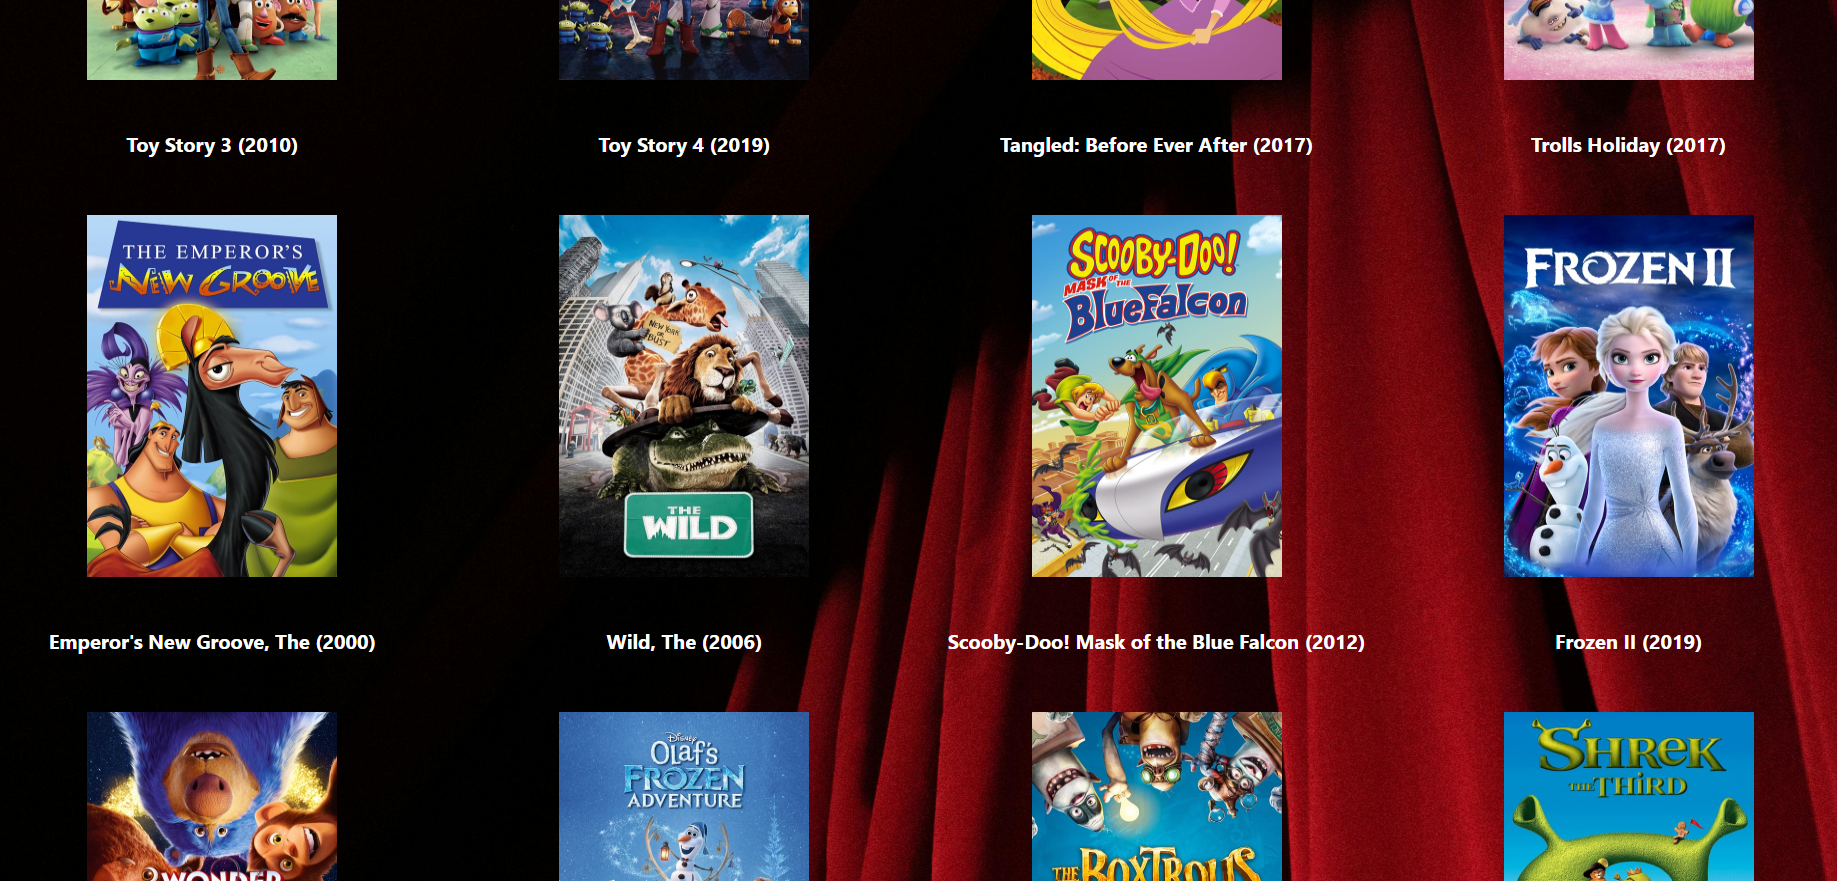 Toy Story 3 (2010)
Toy Story 4 (2019)
Tangled: Before Ever After (2017)
Trolls Holiday (2017)
THE EMPEROR'S
NEW GROOVE
NEW YORK
OR
BUST
THE
WILD
SCOOBY-DOO!
MASK OF THE
BLUE FALCON
FROZEN II
Emperor's New Groove, The (2000)
Wild, The (2006)
Scooby-Doo! Mask of the Blue Falcon (2012)
Frozen II (2019)
WONDER
Disney
OLAF'S
FROZEN
ADVENTURE
THE BOXTROLLS
SHREK
THE THIRD